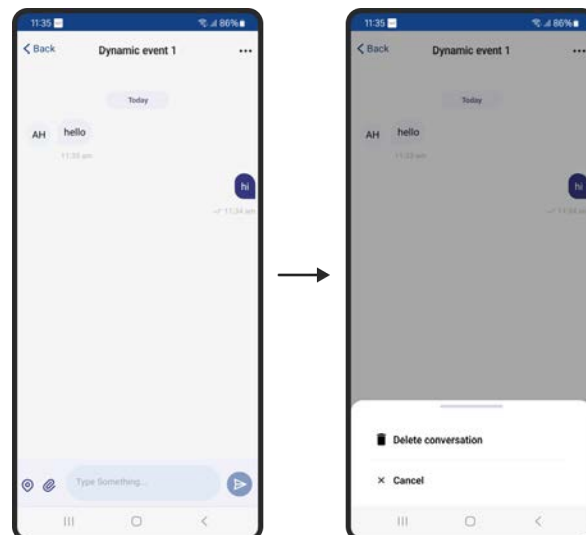 11:35
86%
Back
Dynamic event 1
Today
AH
hello
11:33 am
hi
11:34 am
Type Something...
11:35
86%
Back
Dynamic event 1
Today
AH
hello
11:33 am
hi
11:34 am
Delete conversation
Cancel